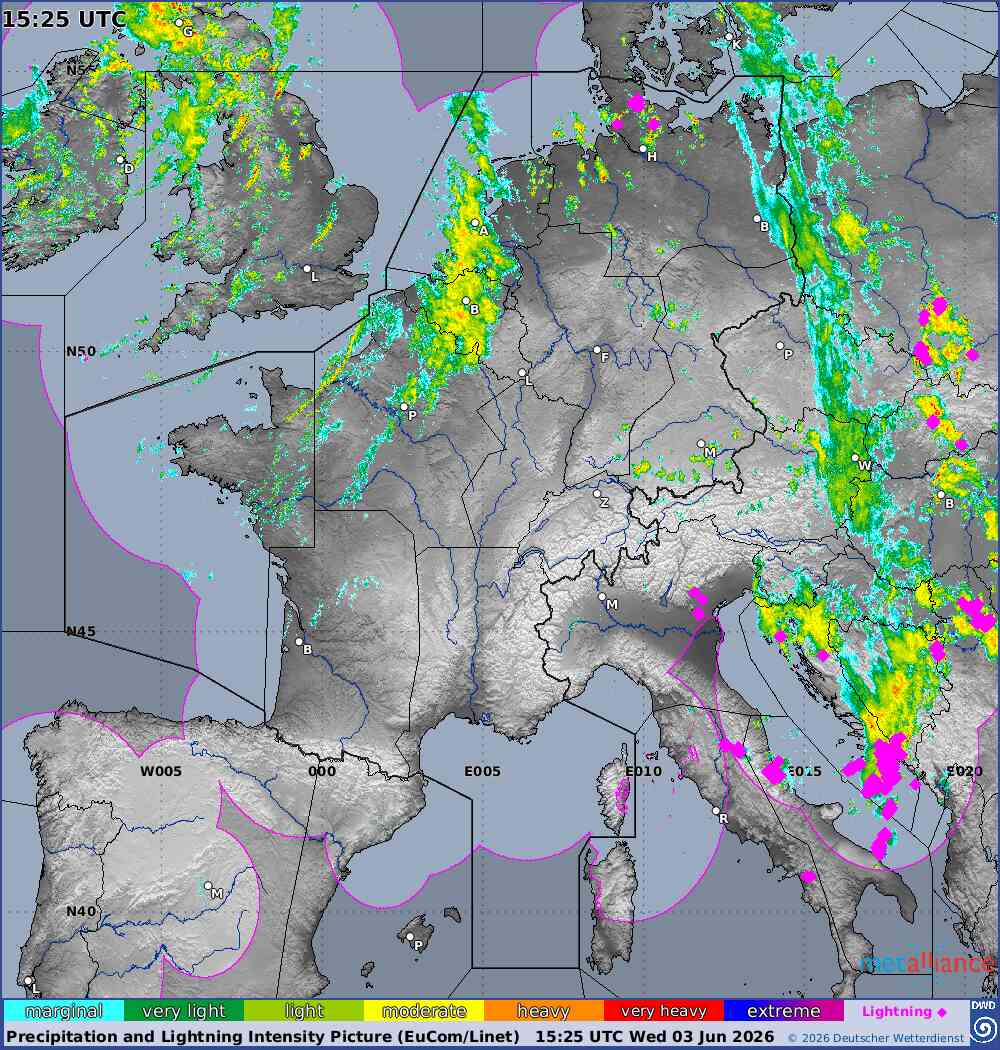 15:25 UTC
G
K
N55
D
H
A
B
L
B
N50
F
P
L
P
M
W
Z
B
M
N45
B
W005
000
E005
E010
E015
E020
R
M
N40
P
L
metalliance
marginal very light light moderate heavy very heavy extreme Lightning
DWD
Precipitation and Lightning Intensity Picture (EuCom/Linet) 15:25 UTC Wed 03 Jun 2026 © 2026 Deutscher Wetterdienst